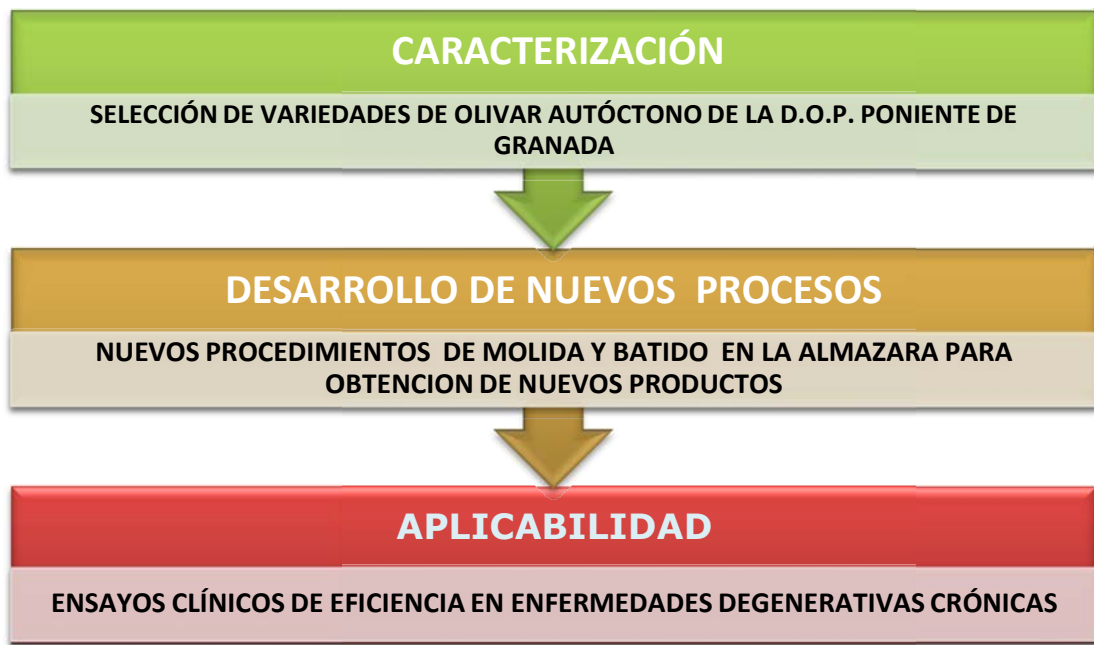 CARACTERIZACIÓN
SELECCIÓN DE VARIEDADES DE OLIVAR AUTÓCTONO DE LA D.O.P. PONIENTE DE
GRANADA
DESARROLLO DE NUEVOS PROCESOS
NUEVOS PROCEDIMIENTOS DE MOLIDA Y BATIDO EN LA ALMAZARA PARA
OBTENCION DE NUEVOS PRODUCTOS
APLICABILIDAD
ENSAYOS CLÍNICOS DE EFICIENCIA EN ENFERMEDADES DEGENERATIVAS CRÓNICAS